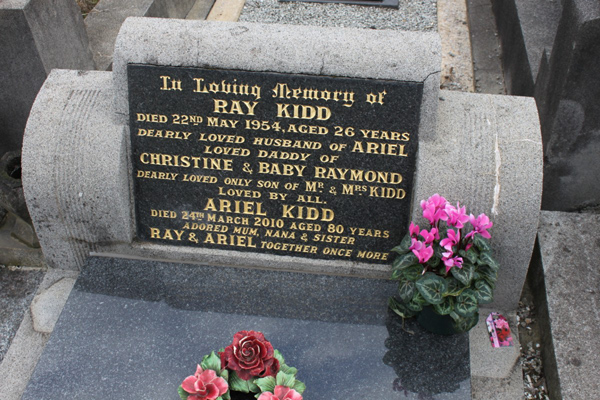 In Loving Memory of
RAY KIDD
DIED 22ND MAY 1954, AGED 26 YEARS
DEARLY LOVED HUSBAND OF ARIEL
LOVED DADDY OF
CHRISTINE & BABY RAYMOND
DEARLY LOVED ONLY SON OF MR & MRS KIDD
LOVED BY ALL.
ARIEL KIDD
DIED 24TH MARCH 2010 AGED 80 YEARS
ADORED MUM, NANA & SISTER
RAY & ARIEL TOGETHER ONCE MORE